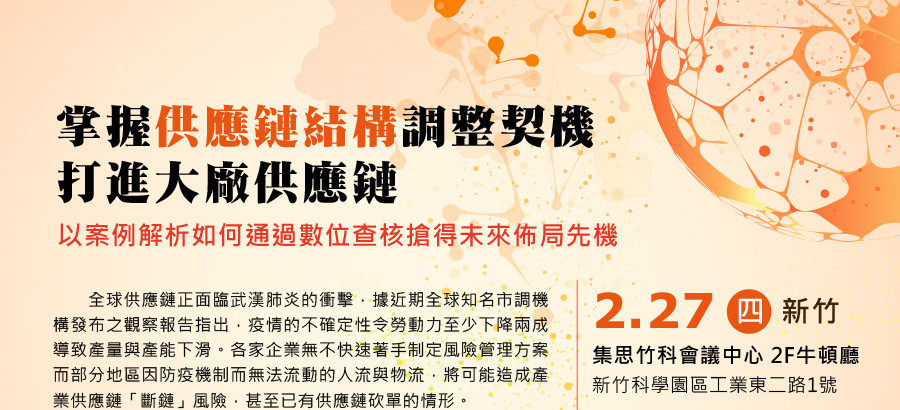 掌握供應鏈結構調整契機
打進大廠供應鏈
以案例解析如何通過數位查核搶得未來佈局先機
全球供應鏈正面臨武漢肺炎的衝擊，據近期全球知名市調機
構發布之觀察報告指出，疫情的不確定性令勞動力至少下降兩成
導致產量與產能下滑。各家企業無不快速著手制定風險管理方案
而部分地區因防疫機制而無法流動的人流與物流，將可能造成產
業供應鏈「斷鏈」風險，甚至已有供應鏈砍單的情形。
2.27 四 新竹
集思竹科會議中心 2F牛頓廳
新竹科學園區工業東二路1號